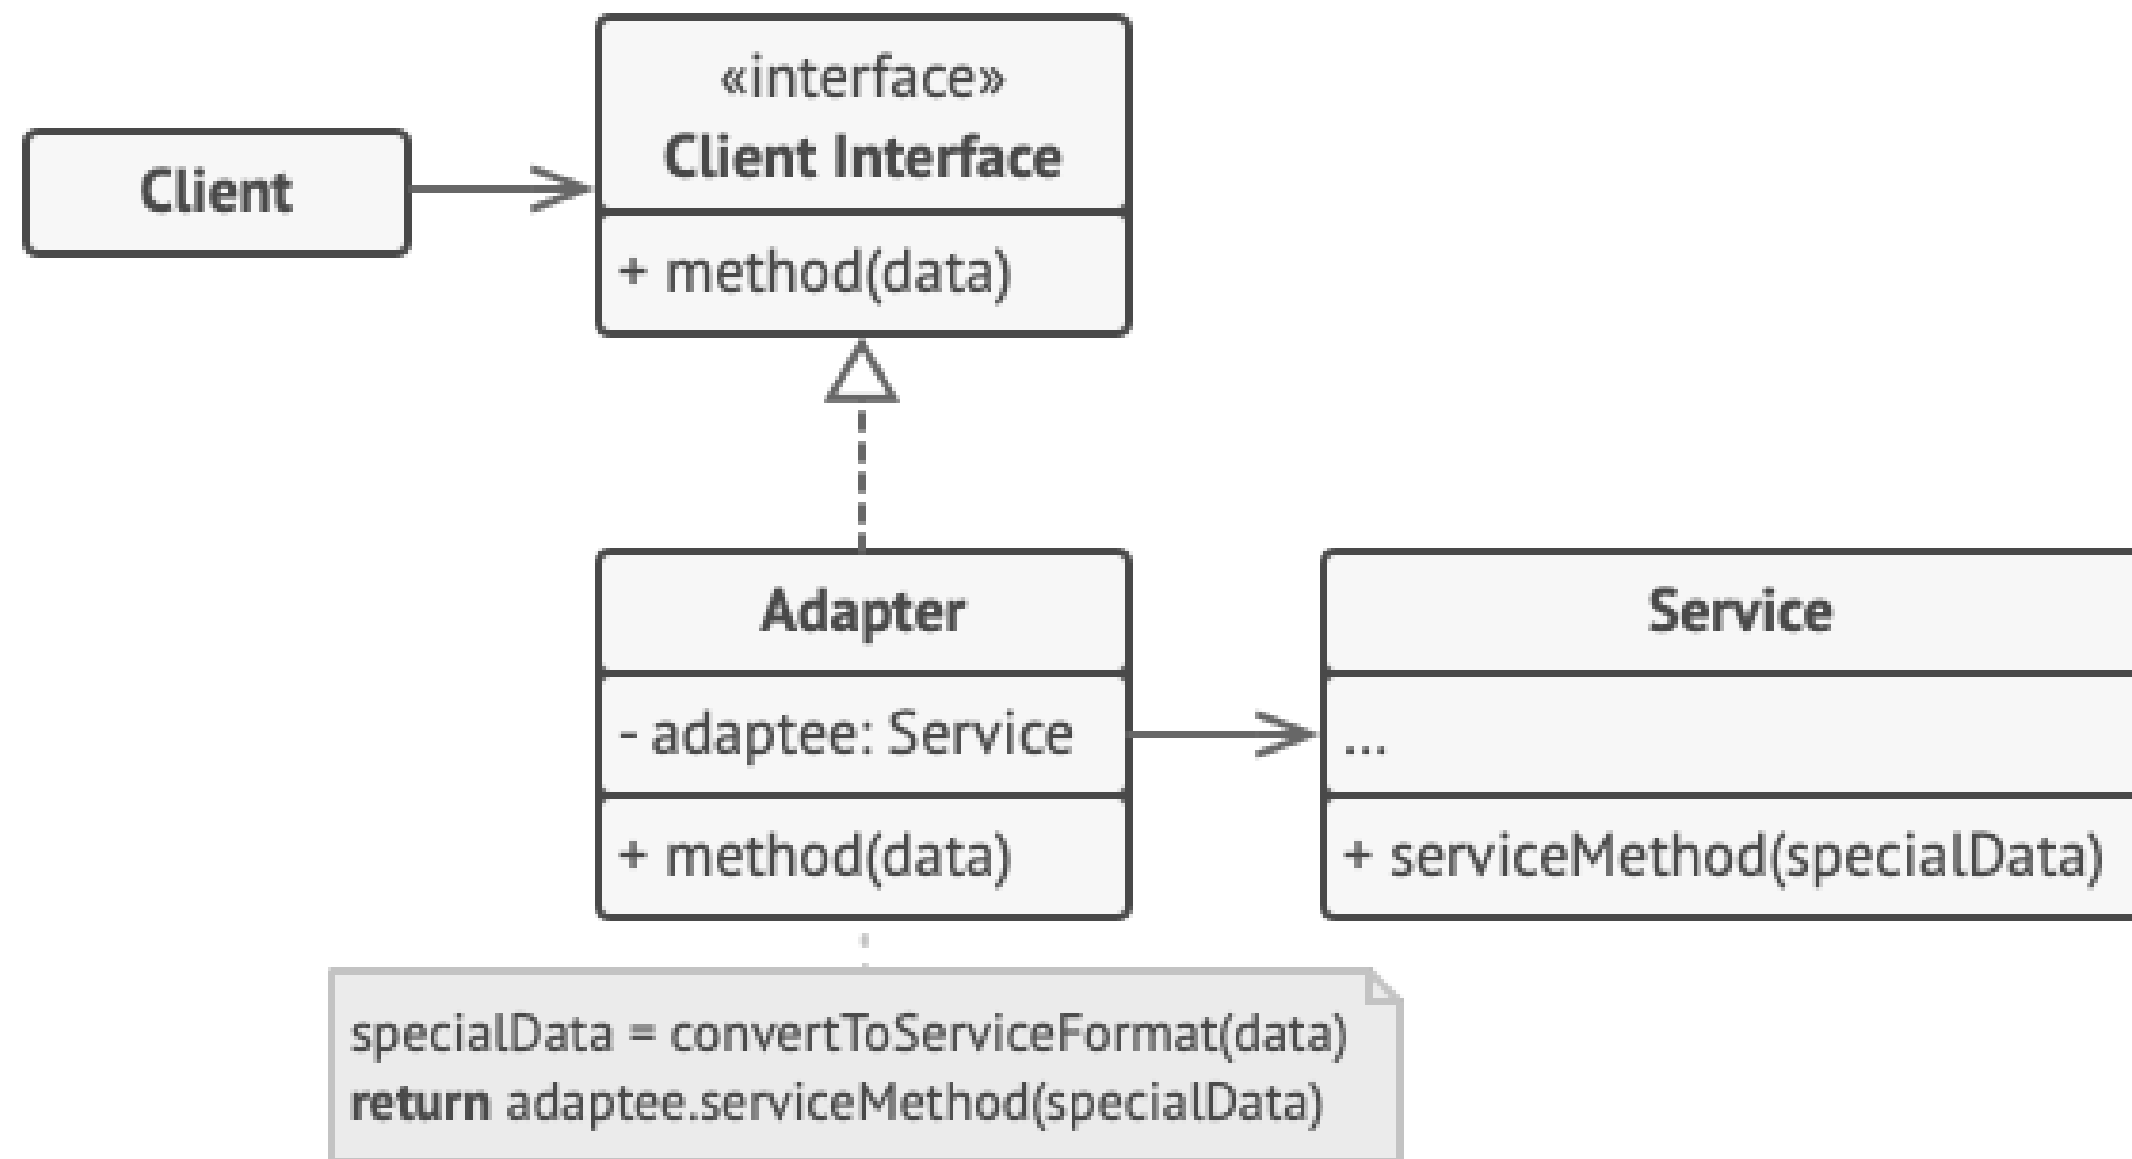 «interface»
Client Interface
Client
+ method(data)
Adapter
- adaptee: Service
+ method(data)
Service
...
+ serviceMethod(specialData)
specialData = convertToServiceFormat(data)
return adaptee.serviceMethod(specialData)